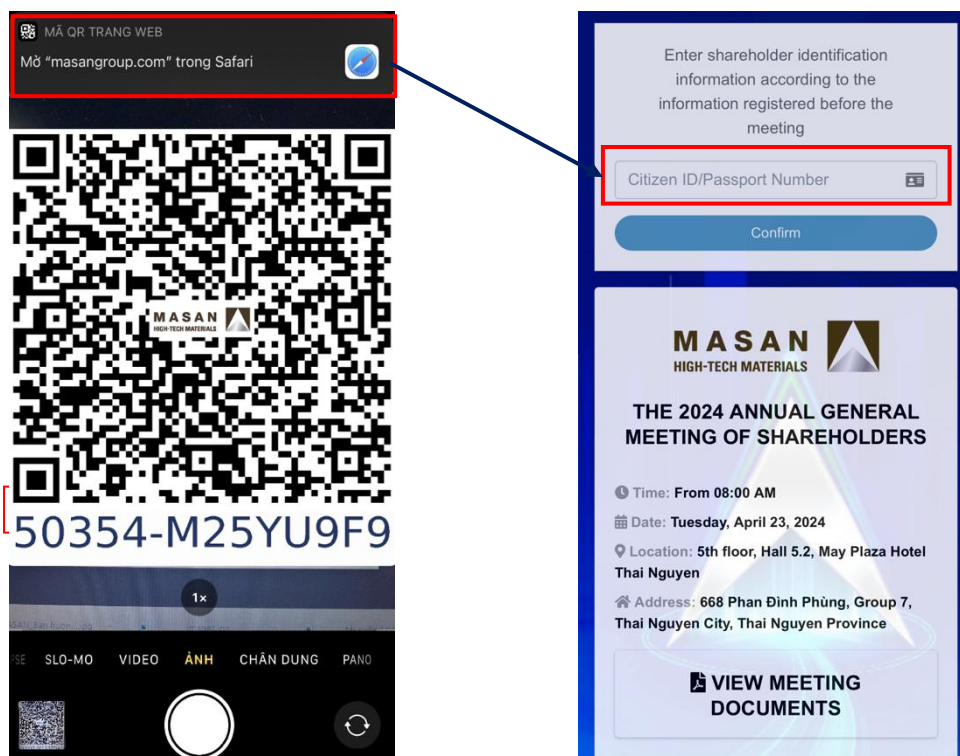 MÃ QR TRANG WEB
Mở “masangroup.com” trong Safari
MASAN
HIGH-TECH MATERIALS
50354-M25YU9F9
1×
SLO-MO VIDEO ẢNH CHÂN DUNG PANO
Enter shareholder identification
information according to the
information registered before the
meeting
Citizen ID/Passport Number
Confirm
MASAN
HIGH-TECH MATERIALS
THE 2024 ANNUAL GENERAL
MEETING OF SHAREHOLDERS
Time: From 08:00 AM
Date: Tuesday, April 23, 2024
Location: 5th floor, Hall 5.2, May Plaza Hotel
Thai Nguyen
Address: 668 Phan Đình Phùng, Group 7,
Thai Nguyen City, Thai Nguyen Province
VIEW MEETING
DOCUMENTS